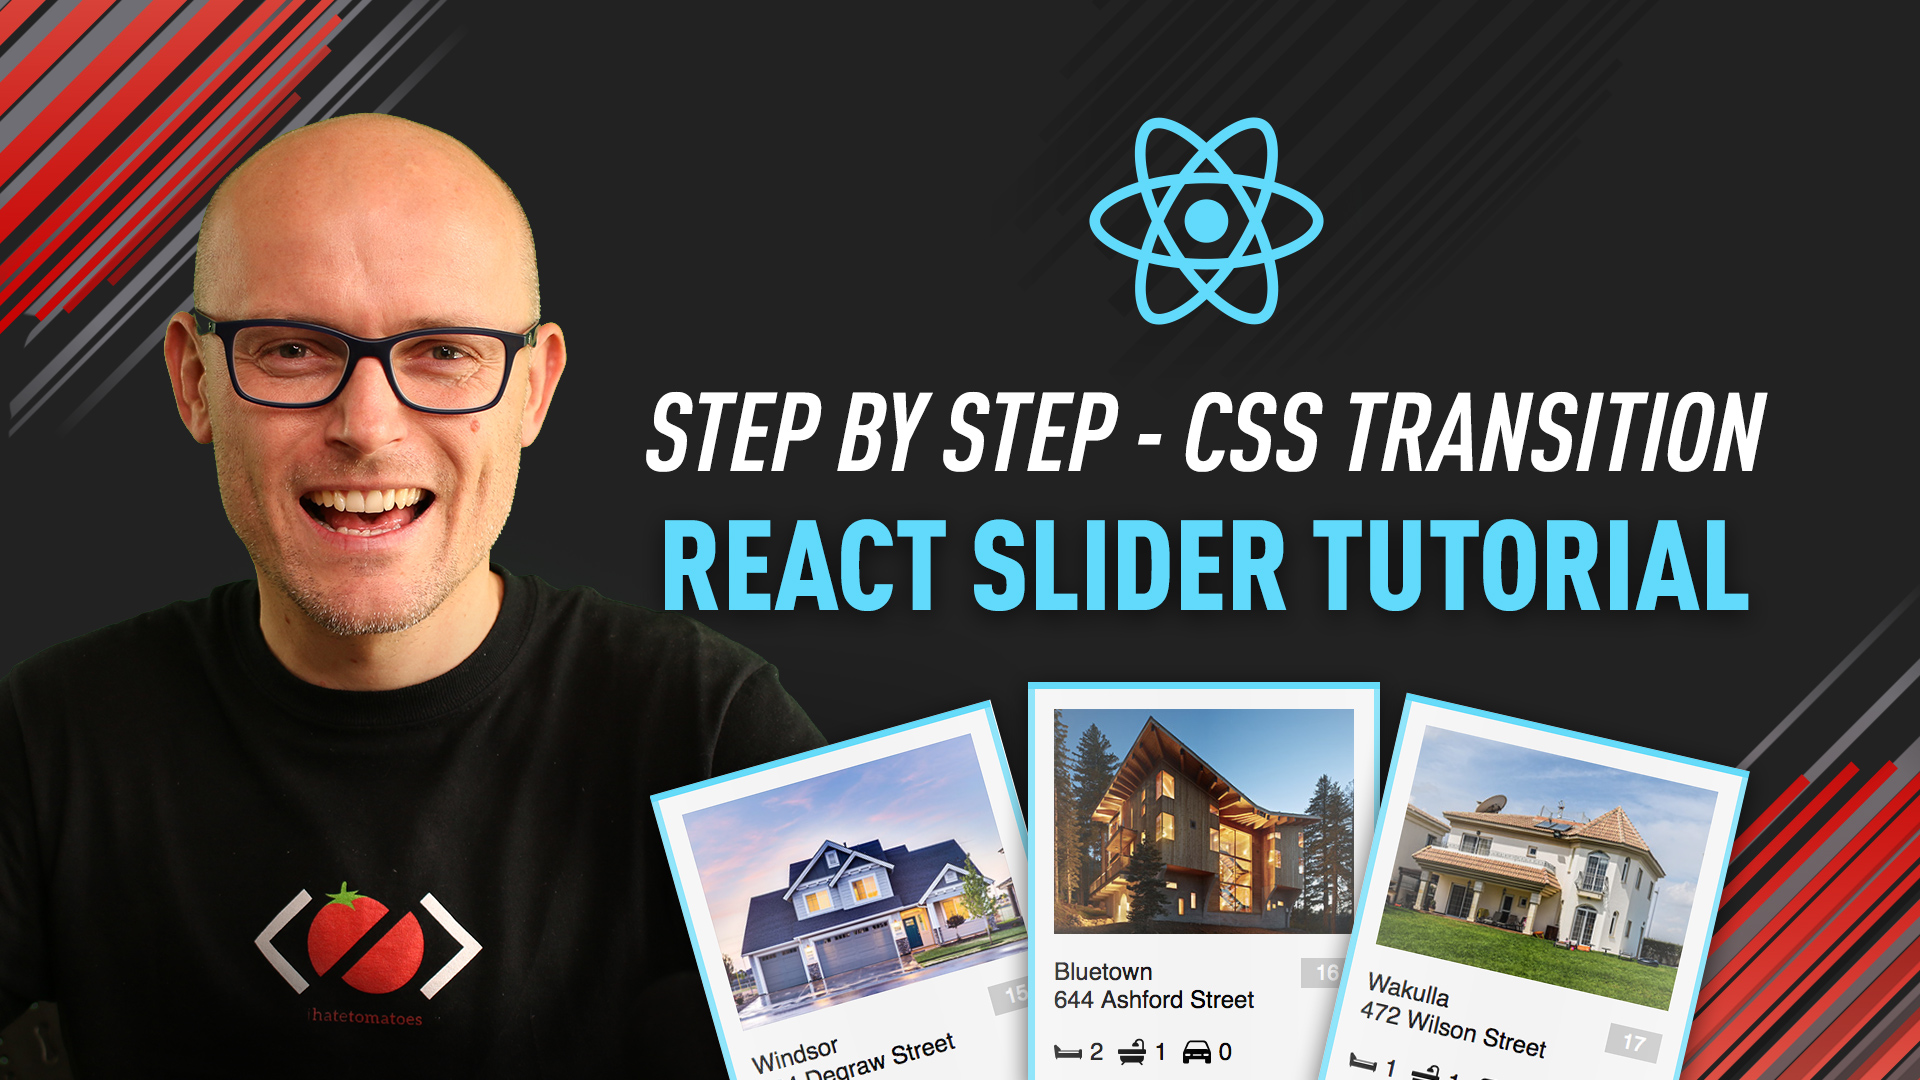 STEP BY STEP - CSS TRANSITION
REACT SLIDER TUTORIAL
hatetomatoes
15
Windsor
Degraw Street
16
Bluetown
644 Ashford Street
2 1 0
17
Wakulla
472 Wilson Street
1